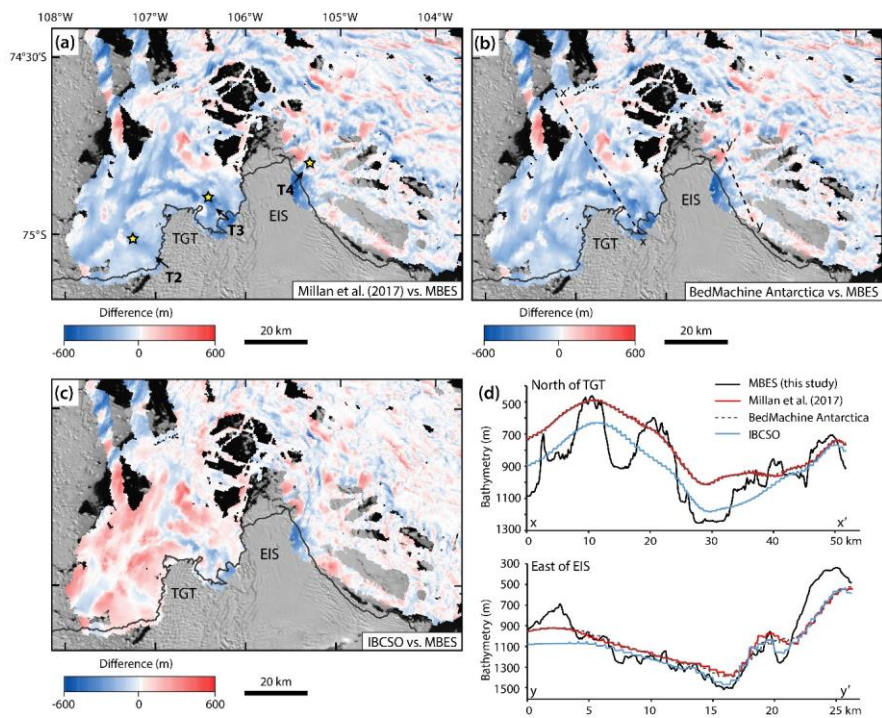 108°W 107°W 106°W 105°W 104°W
(a)
74°30'S
75°S
T4
T3
T2
TGT
EIS
Millan et al. (2017) vs. MBES
Difference (m)
-600 0 600
20 km
(b)
x
x'
y'
y
TGT
EIS
BedMachine Antarctica vs. MBES
Difference (m)
-600 0 600
20 km
(c)
TGT
EIS
IBCSO vs. MBES
Difference (m)
-600 0 600
20 km
(d)
North of TGT
MBES (this study)
Millan et al. (2017)
BedMachine Antarctica
IBCSO
Bathymetry (m)
500
700
900
1100
1300
x x'
0 10 20 30 40 50 km
East of EIS
Bathymetry (m)
300
500
700
900
1100
1300
1500
y y'
0 5 10 15 20 25 km